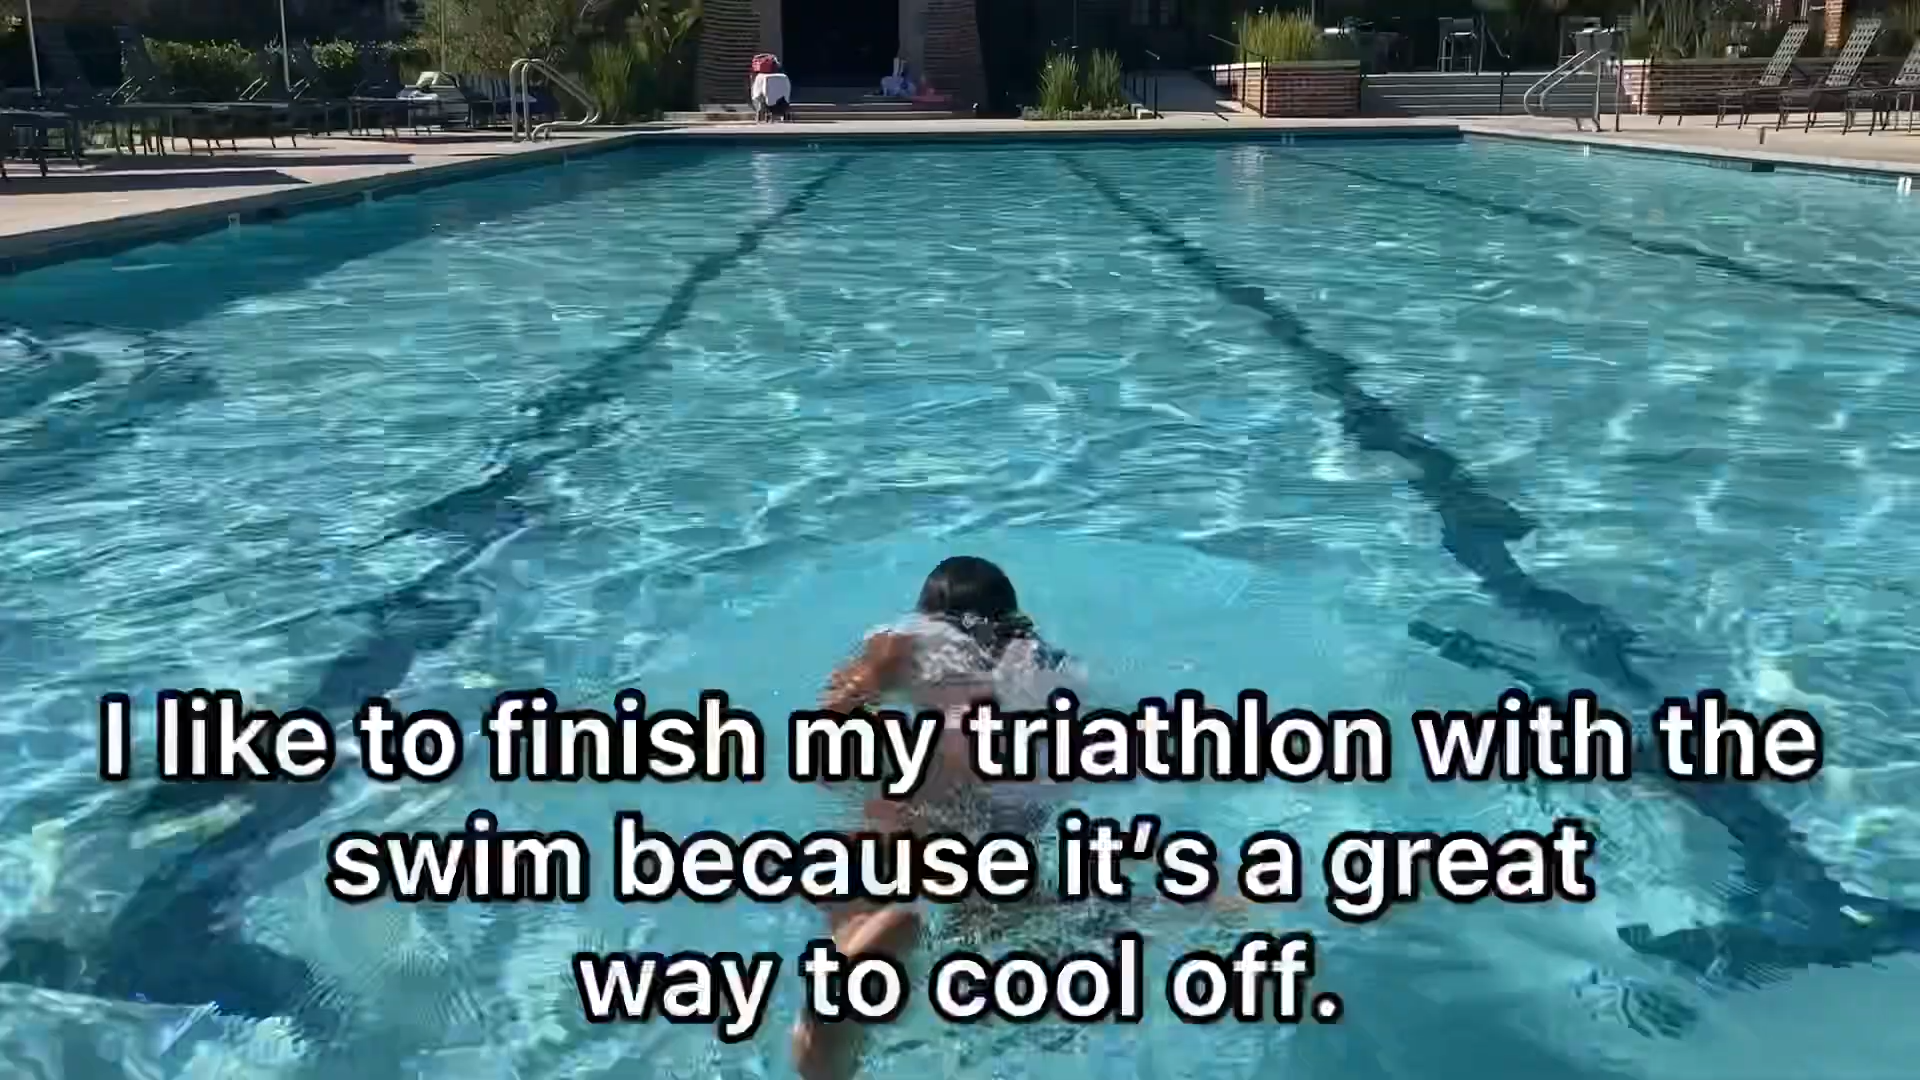 I like to finish my triathlon with the
swim because it’s a great
way to cool off.